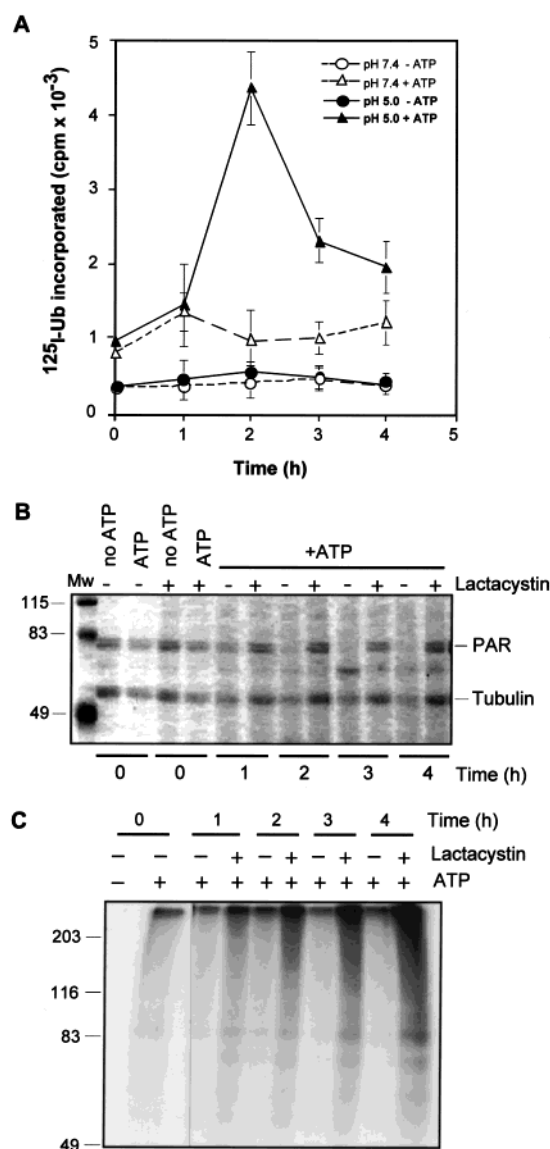 A
¹²⁵I-Ub incorporated (cpm x 10⁻³)
5
4
3
2
1
0
pH 7.4 - ATP
pH 7.4 + ATP
pH 5.0 - ATP
pH 5.0 + ATP
0 1 2 3 4 5
Time (h)
B
no ATP ATP no ATP ATP +ATP
Mw - - + + - + - + - + - + Lactacystin
115
83
49
PAR
Tubulin
0 0 1 2 3 4 Time (h)
C
0 1 2 3 4 Time (h)
- - - + - + - + - + Lactacystin
- + + + + + + + + + ATP
203
116
83
49